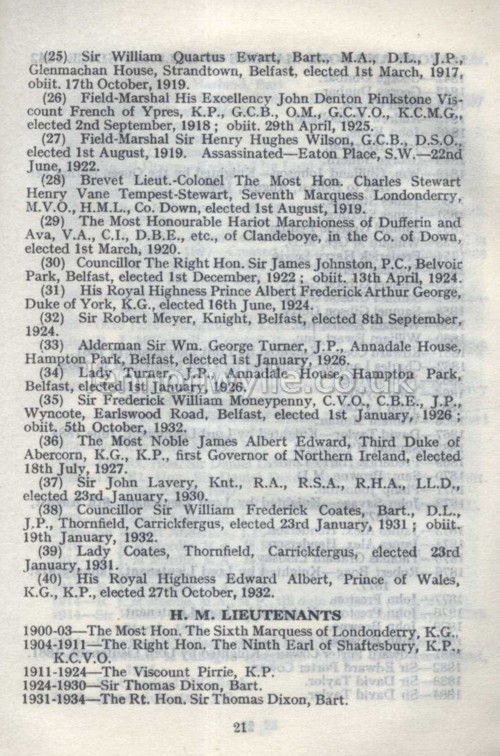 (25) Sir William Quartus Ewart, Bart., M.A., D.L., J.P.,
Glenmachan House, Strandtown, Belfast, elected 1st March, 1917,
obiit. 17th October, 1919.
(26) Field-Marshal His Excellency John Denton Pinkstone Vis-
count French of Ypres, K.P., G.C.B., O.M., G.C.V.O., K.C.M.G.,
elected 2nd September, 1918 ; obiit. 29th April, 1925.
(27) Field-Marshal Sir Henry Hughes Wilson, G.C.B., D.S.O.,
elected 1st August, 1919. Assassinated—Eaton Place, S.W.—22nd
June, 1922.
(28) Brevet Lieut.-Colonel The Most Hon. Charles Stewart
Henry Vane Tempest-Stewart, Seventh Marquess Londonderry,
M.V.O., H.M.L., Co. Down, elected 1st August, 1919.
(29) The Most Honourable Hariot Marchioness of Dufferin and
Ava, V.A., C.I., D.B.E., etc., of Clandeboye, in the Co. of Down,
elected 1st March, 1920.
(30) Councillor The Right Hon. Sir James Johnston, P.C., Belvoir
Park, Belfast, elected 1st December, 1922 ; obiit. 13th April, 1924.
(31) His Royal Highness Prince Albert Frederick Arthur George,
Duke of York, K.G., elected 16th June, 1924.
(32) Sir Robert Meyer, Knight, Belfast, elected 8th September,
1924.
(33) Alderman Sir Wm. George Turner, J.P., Annadale House,
Hampton Park, Belfast, elected 1st January, 1926.
(34) Lady Turner, J.P., Annadale House, Hampton Park,
Belfast, elected 1st January, 1926.
(35) Sir Frederick William Moneypenny, C.V.O., C.B.E., J.P.,
Wyncote, Earlswood Road, Belfast, elected 1st January, 1926 ;
obiit. 5th October, 1932.
(36) The Most Noble James Albert Edward, Third Duke of
Abercorn, K.G., K.P., first Governor of Northern Ireland, elected
18th July, 1927.
(37) Sir John Lavery, Knt., R.A., R.S.A., R.H.A., LL.D.,
elected 23rd January, 1930.
(38) Councillor Sir William Frederick Coates, Bart., D.L.,
J.P., Thornfield, Carrickfergus, elected 23rd January, 1931 ; obiit.
19th January, 1932.
(39) Lady Coates, Thornfield, Carrickfergus, elected 23rd
January, 1931.
(40) His Royal Highness Edward Albert, Prince of Wales,
K.G., K.P., elected 27th October, 1932.
H. M. LIEUTENANTS
1900-03—The Most Hon. The Sixth Marquess of Londonderry, K.G..
1904-1911—The Right Hon. The Ninth Earl of Shaftesbury, K.P.,
K.C.V.O.
1911-1924—The Viscount Pirrie, K.P.
1924-1930—Sir Thomas Dixon, Bart.
1931-1934—The Rt. Hon. Sir Thomas Dixon, Bart.
21